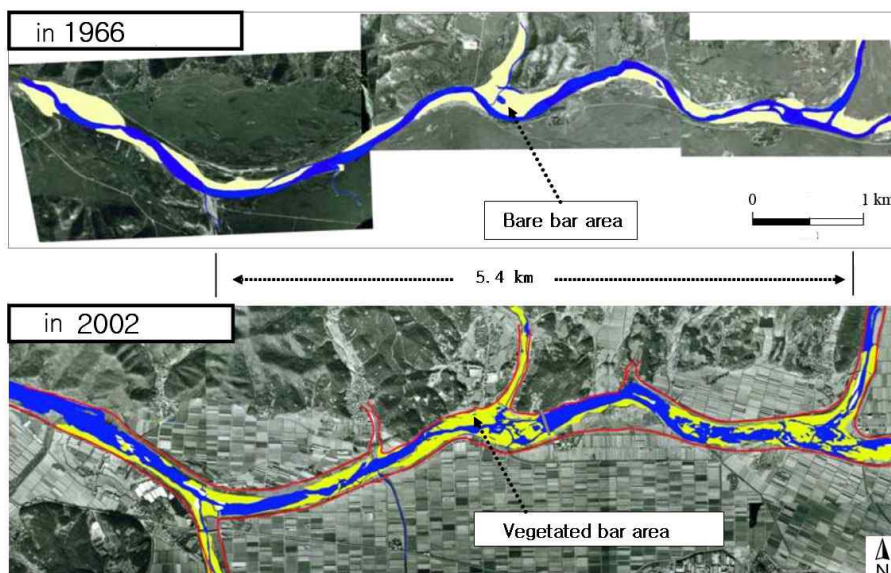 in 1966
Bare bar area
0 1 km
5.4 km
in 2002
Vegetated bar area
N